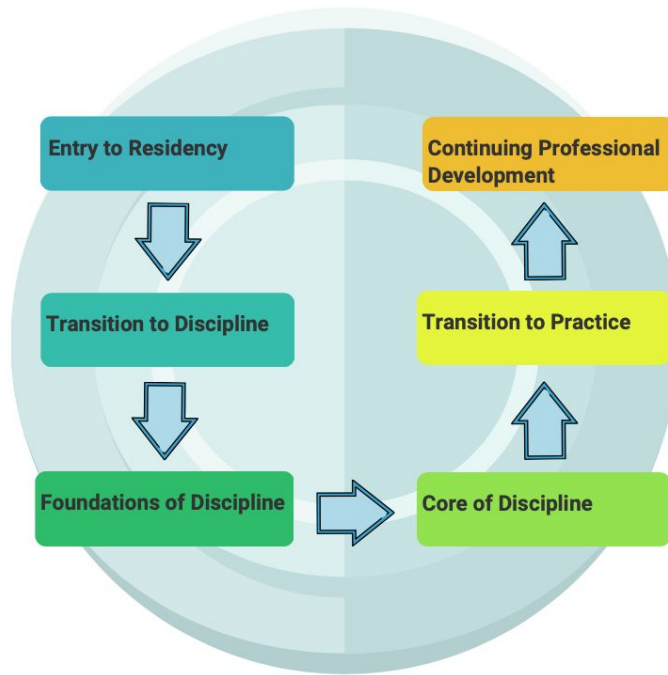 Entry to Residency
Transition to Discipline
Foundations of Discipline
Core of Discipline
Transition to Practice
Continuing Professional
Development